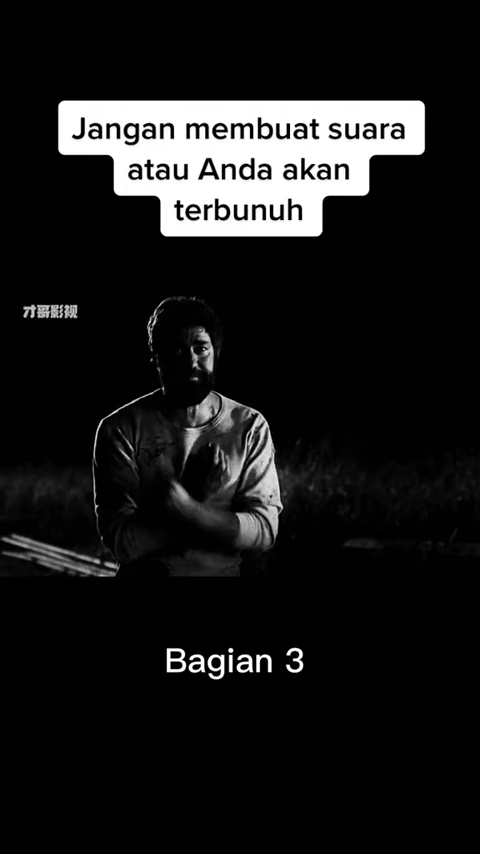 Jangan membuat suara
atau Anda akan
terbunuh
才哥影视
Bagian 3